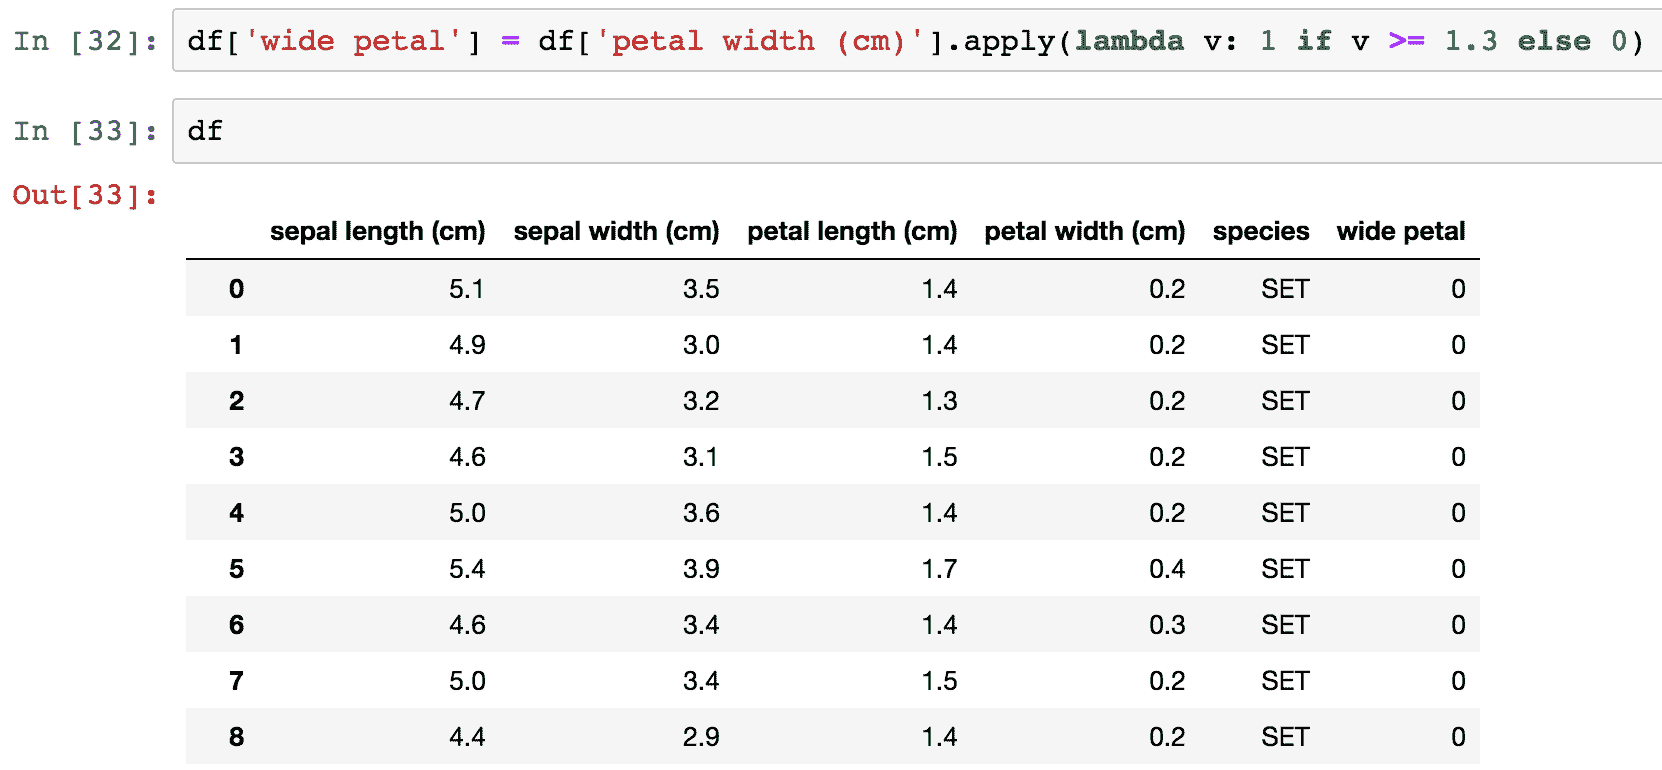 In [32]: df['wide petal'] = df['petal width (cm)'].apply(lambda v: 1 if v >= 1.3 else 0)
In [33]: df
Out[33]:
sepal length (cm) sepal width (cm) petal length (cm) petal width (cm) species wide petal
0 5.1 3.5 1.4 0.2 SET 0
1 4.9 3.0 1.4 0.2 SET 0
2 4.7 3.2 1.3 0.2 SET 0
3 4.6 3.1 1.5 0.2 SET 0
4 5.0 3.6 1.4 0.2 SET 0
5 5.4 3.9 1.7 0.4 SET 0
6 4.6 3.4 1.4 0.3 SET 0
7 5.0 3.4 1.5 0.2 SET 0
8 4.4 2.9 1.4 0.2 SET 0